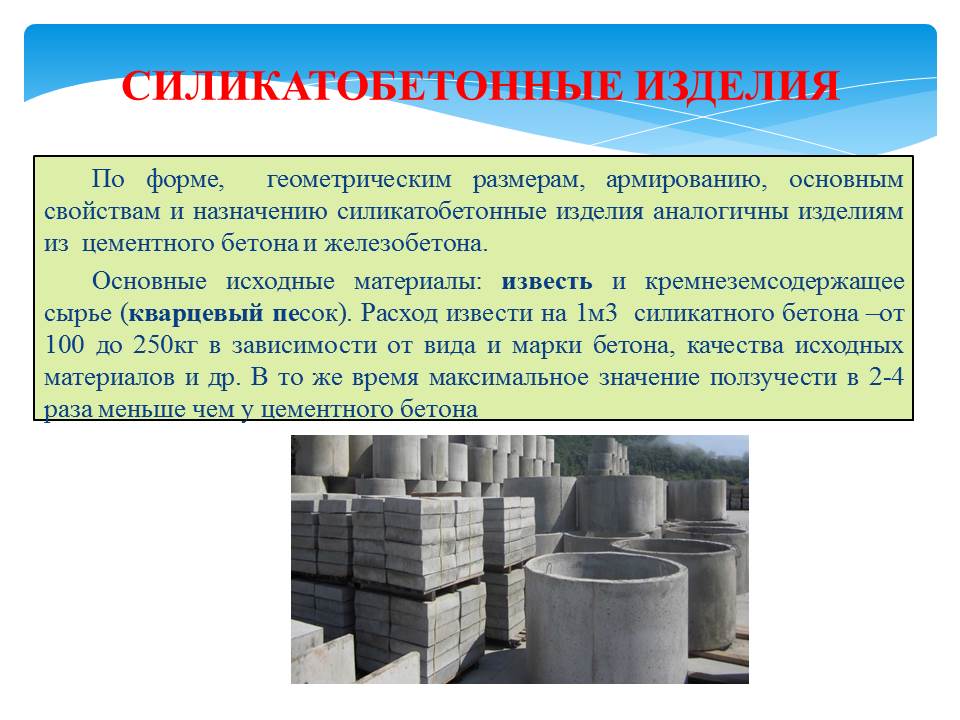 СИЛИКАТОБЕТОННЫЕ ИЗДЕЛИЯ
По форме, геометрическим размерам, армированию, основным
свойствам и назначению силикатобетонные изделия аналогичны изделиям
из цементного бетона и железобетона.
Основные исходные материалы: известь и кремнеземсодержащее
сырье (кварцевый песок). Расход извести на 1м3 силикатного бетона –от
100 до 250кг в зависимости от вида и марки бетона, качества исходных
материалов и др. В то же время максимальное значение ползучести в 2-4
раза меньше чем у цементного бетона